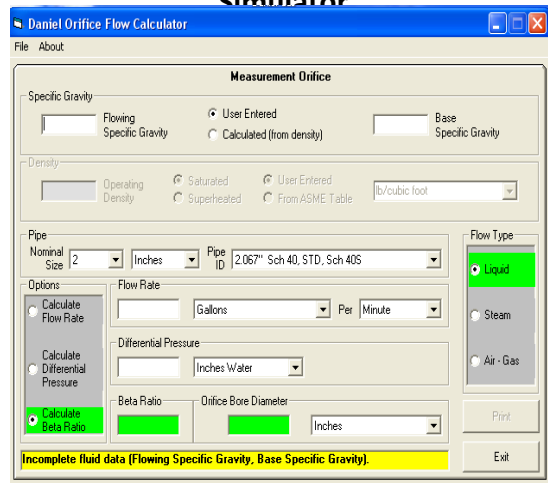 Simulator
Daniel Orifice Flow Calculator
File About
Measurement Orifice
Specific Gravity
Flowing Specific Gravity
User Entered
Calculated (from density)
Base Specific Gravity
Density
Operating Density
Saturated
Superheated
User Entered
From ASME Table
lb/cubic foot
Pipe
Nominal Size 2 Inches Pipe ID 2.067" Sch 40, STD, Sch 40S
Flow Type
Liquid
Steam
Air - Gas
Options
Calculate Flow Rate
Calculate Differential Pressure
Calculate Beta Ratio
Flow Rate
Gallons Per Minute
Differential Pressure
Inches Water
Beta Ratio
Orifice Bore Diameter
Inches
Print
Exit
Incomplete fluid data (Flowing Specific Gravity, Base Specific Gravity).